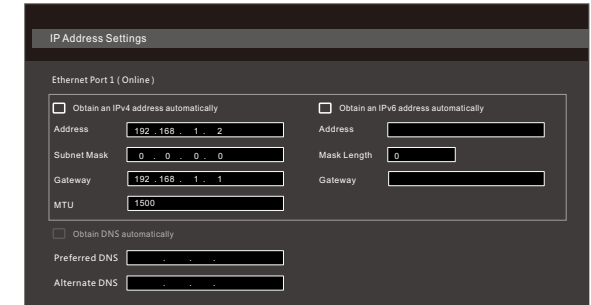 IP Address Settings
Ethernet Port 1 ( Online )
Obtain an IPv4 address automatically
Address 192 . 168 . 1 . 2
Subnet Mask 0 . 0 . 0 . 0
Gateway 192 . 168 . 1 . 1
MTU 1500
Obtain an IPv6 address automatically
Address
Mask Length 0
Gateway
Obtain DNS automatically
Preferred DNS . . .
Alternate DNS . . .